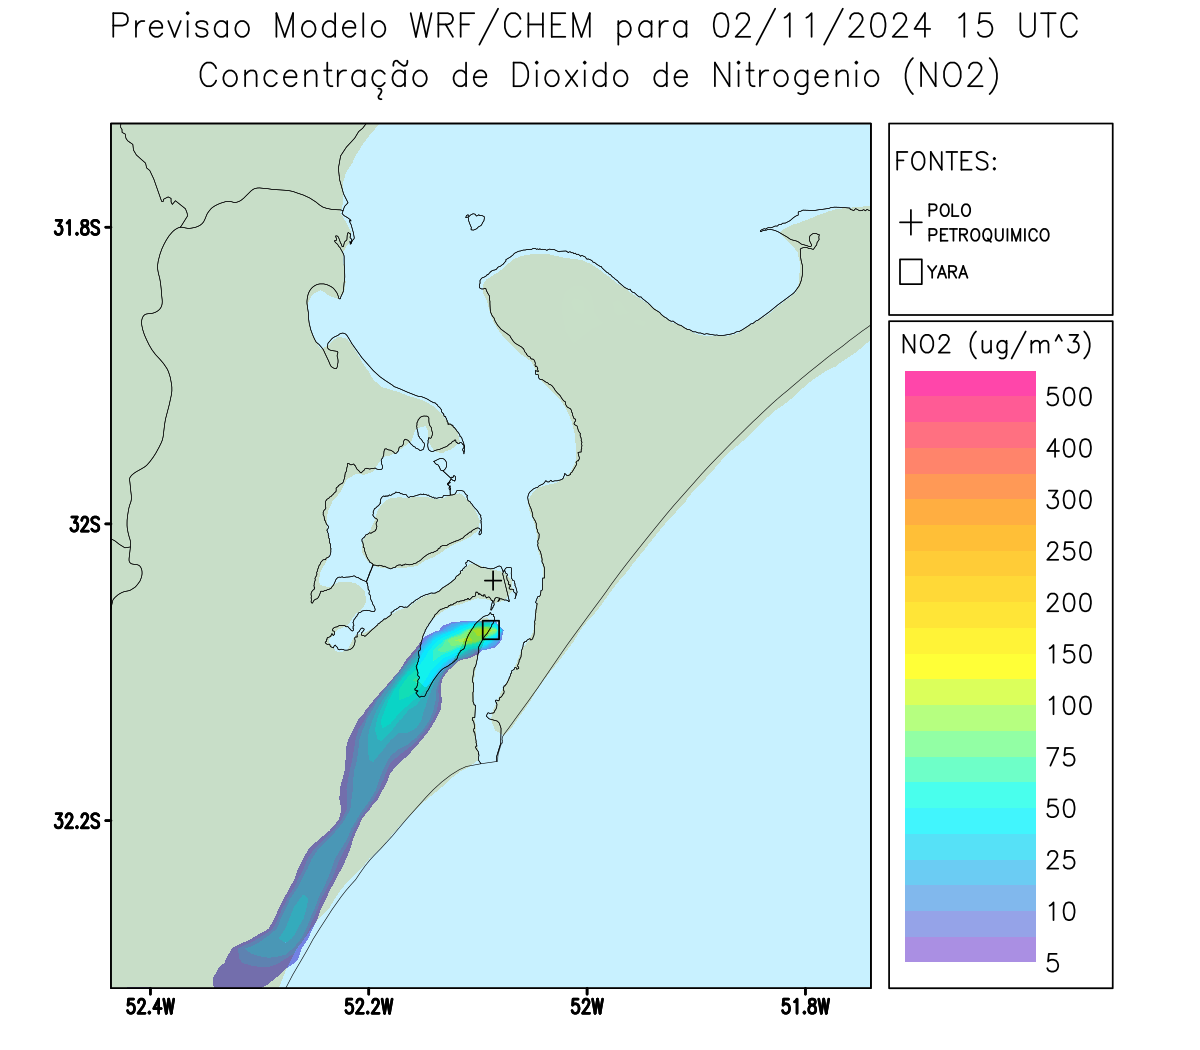 Previsao Modelo WRF/CHEM para 02/11/2024 15 UTC
Concentração de Dioxido de Nitrogenio (NO2)
FONTES:
POLO
PETROQUIMICO
YARA
NO2 (ug/m^3)
500
400
300
250
200
150
100
75
50
25
10
5
31.8S
32S
32.2S
52.4W
52.2W
52W
51.8W